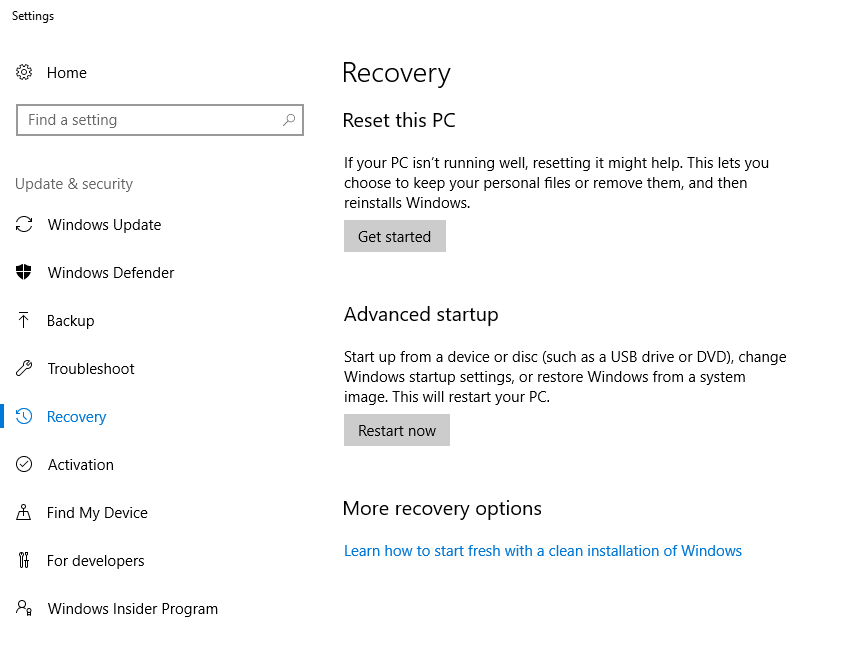 Settings
Home
Find a setting
Update & security
Windows Update
Windows Defender
Backup
Troubleshoot
Recovery
Activation
Find My Device
For developers
Windows Insider Program
Recovery
Reset this PC
If your PC isn't running well, resetting it might help. This lets you
choose to keep your personal files or remove them, and then
reinstalls Windows.
Get started
Advanced startup
Start up from a device or disc (such as a USB drive or DVD), change
Windows startup settings, or restore Windows from a system
image. This will restart your PC.
Restart now
More recovery options
Learn how to start fresh with a clean installation of Windows